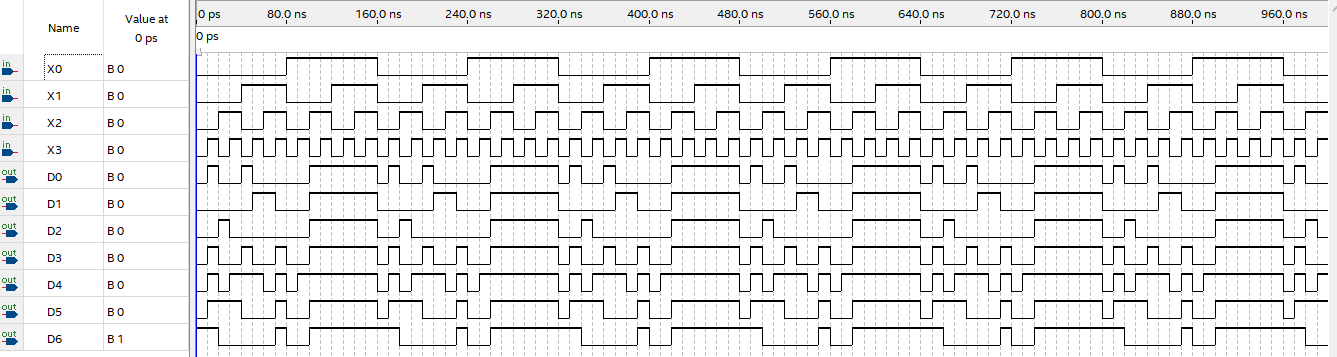 Name
Value at
0 ps
0 ps 80.0 ns 160.0 ns 240.0 ns 320.0 ns 400.0 ns 480.0 ns 560.0 ns 640.0 ns 720.0 ns 800.0 ns 880.0 ns 960.0 ns
0 ps
in X0 B 0
in X1 B 0
in X2 B 0
in X3 B 0
out D0 B 0
out D1 B 0
out D2 B 0
out D3 B 0
out D4 B 0
out D5 B 0
out D6 B 1